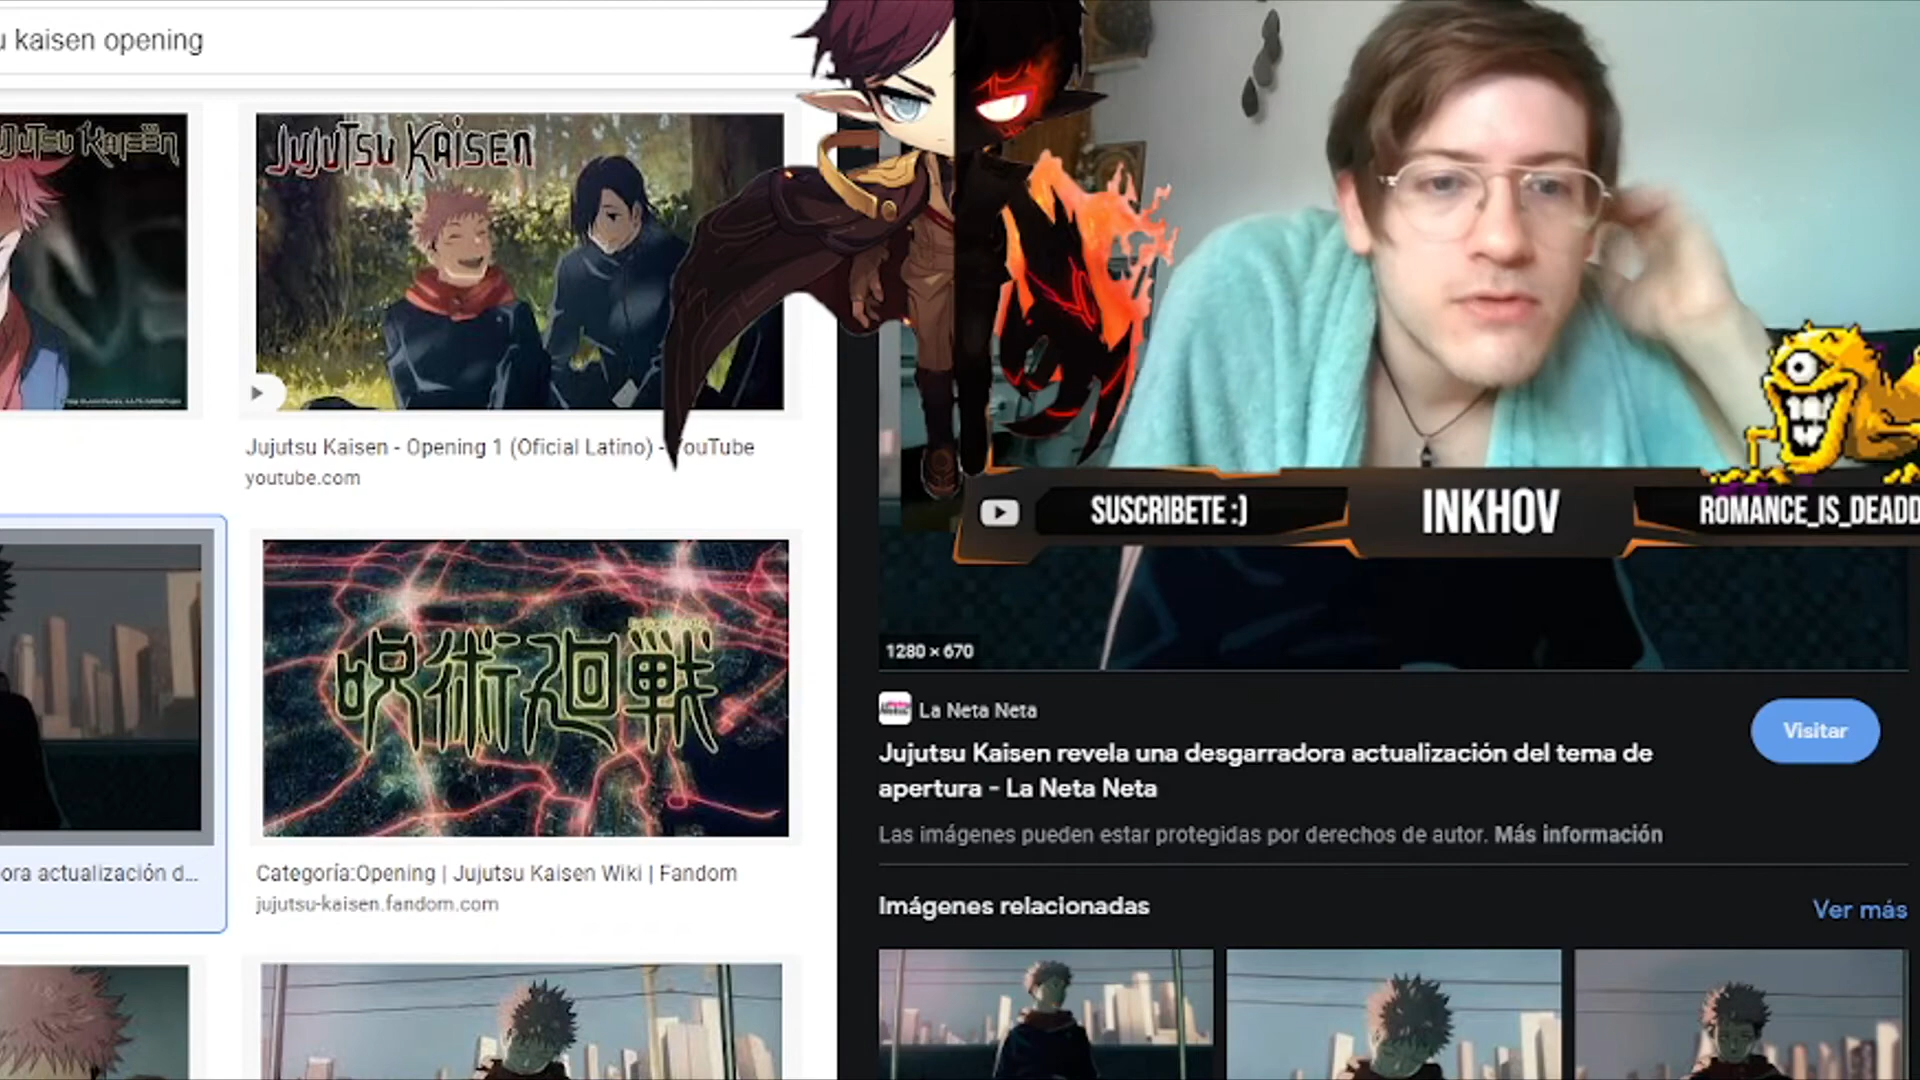 u kaisen opening
JUJUTSU KAISEN
JUJUTSU KAISEN
Jujutsu Kaisen - Opening 1 (Oficial Latino) - YouTube
youtube.com
SUSCRIBETE :)
INKHOV
ROMANCE_IS_DEADD
呪術廻戦
1280 × 670
La Neta Neta
Visitar
Jujutsu Kaisen revela una desgarradora actualización del tema de
apertura - La Neta Neta
Las imágenes pueden estar protegidas por derechos de autor. Más información
ora actualización d...
Categoría:Opening | Jujutsu Kaisen Wiki | Fandom
jujutsu-kaisen.fandom.com
Imágenes relacionadas
Ver más